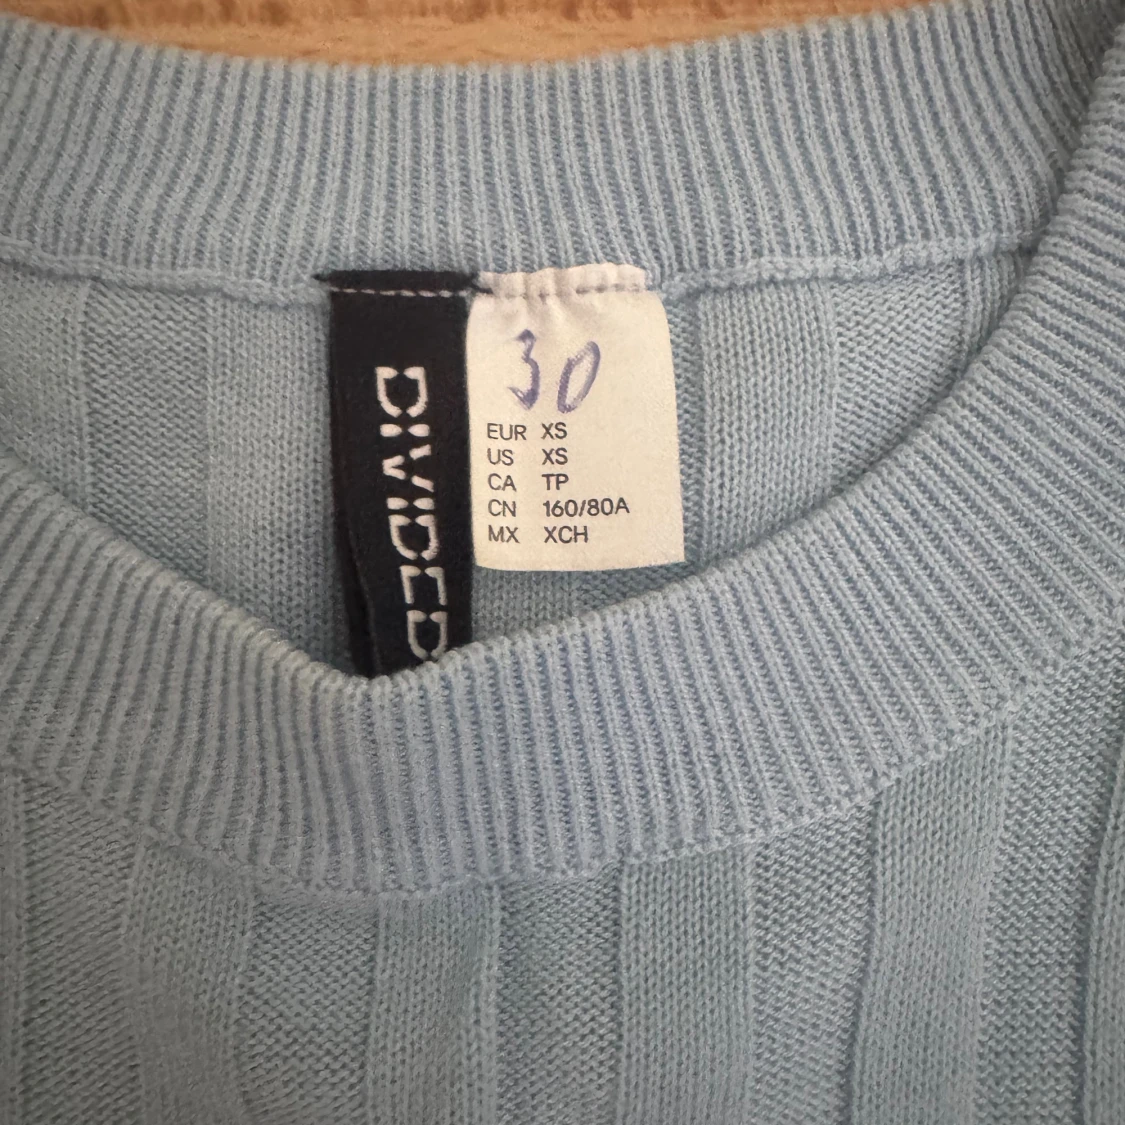 DIVIDED
30
EUR XS
US XS
CA TP
CN 160/80A
MX XCH